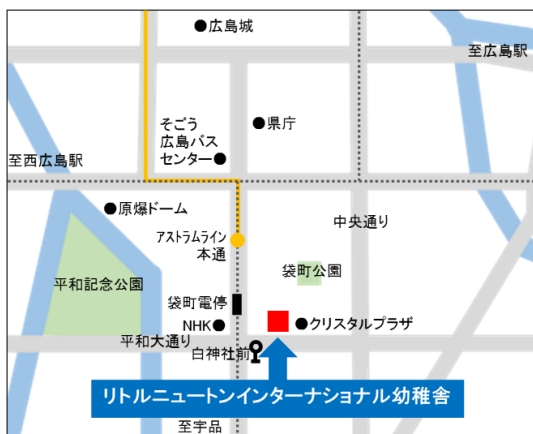 広島城
至広島駅
県庁
そごう
広島バス
センター
至西広島駅
原爆ドーム
中央通り
アストラムライン
本通
袋町公園
平和記念公園
袋町電停
NHK
クリスタルプラザ
平和大通り
白神社前
リトルニュートンインターナショナル幼稚舎
至宇品